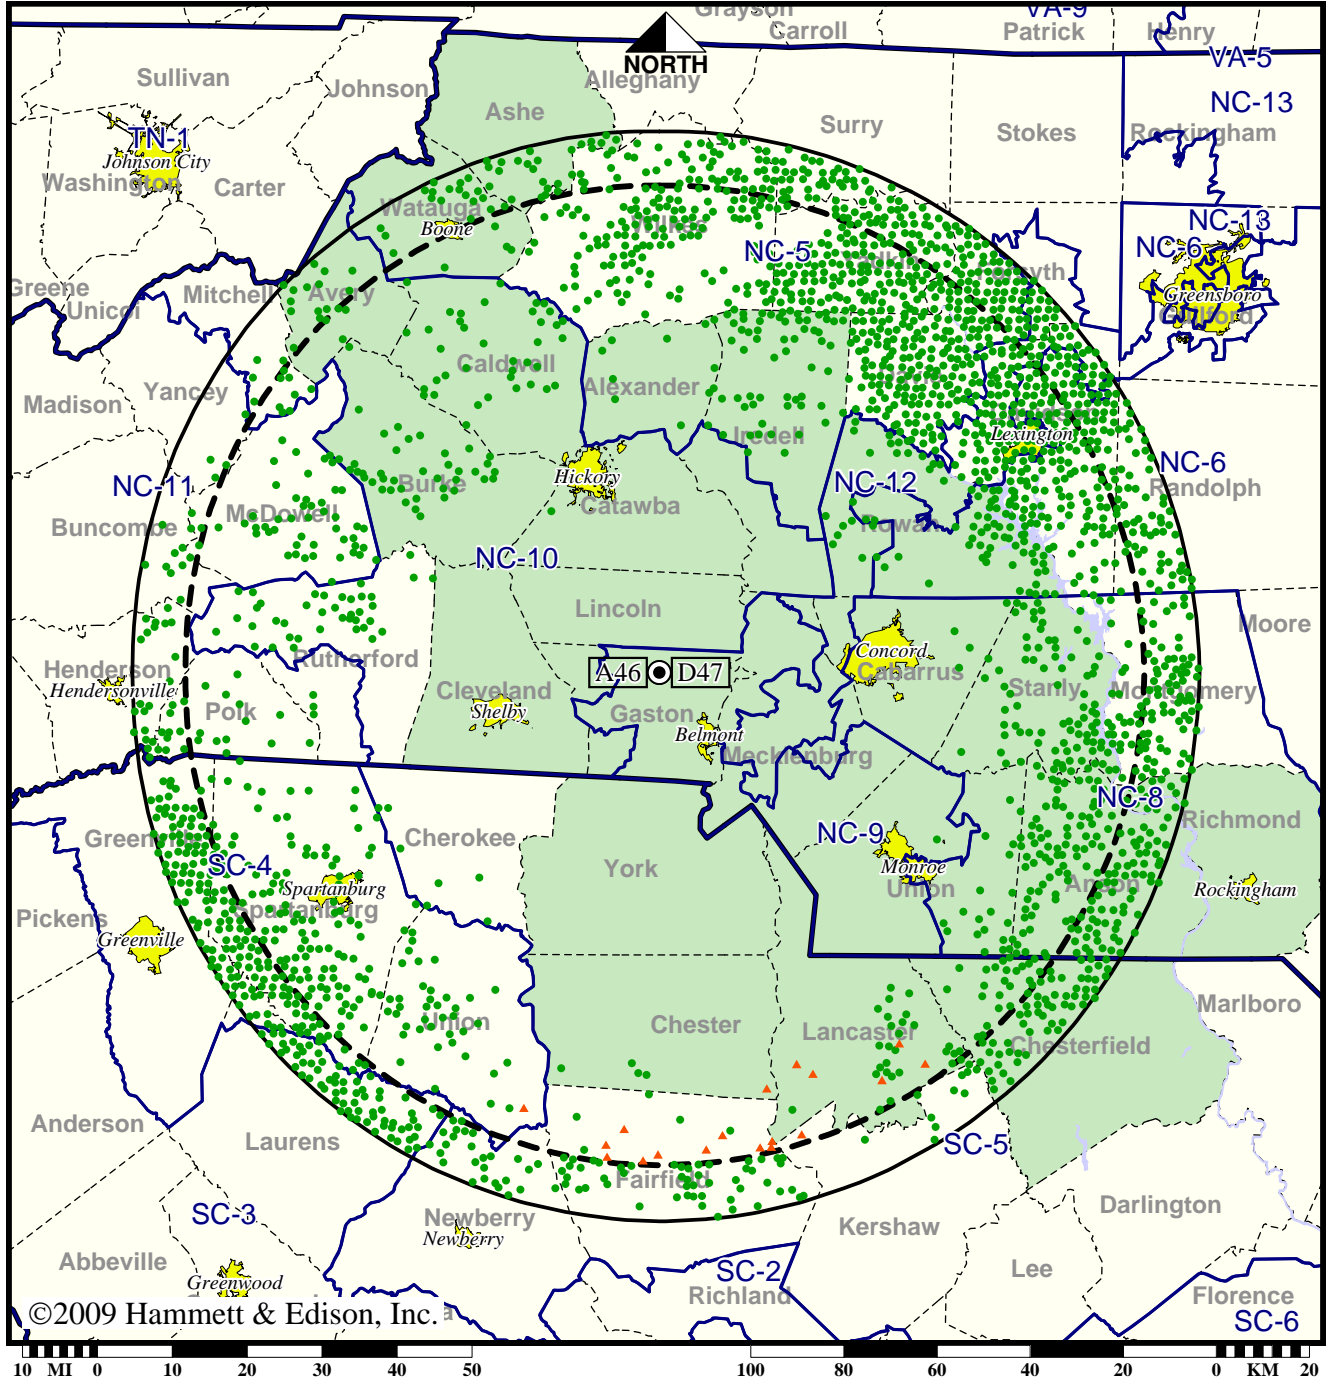 Grayson
VA-9
Carroll
Patrick
Henry
NORTH
VA-5
Sullivan
Johnson
Alleghany
NC-13
Ashe
Surry
Stokes
Rockingham
TN-1
Johnson City
Washington
Carter
Watauga
Boone
Wilkes
NC-5
Yadkin
NC-13
NC-6
Greene
Unicoi
Mitchell
Avery
Forsyth
Greensboro
Guilford
Caldwell
Alexander
Davie
Yancey
Madison
Davidson
Lexington
Iredell
NC-11
Burke
Hickory
Catawba
NC-12
NC-6
Randolph
Buncombe
McDowell
Rowan
NC-10
Lincoln
Moore
Henderson
Hendersonville
Rutherford
A46
D47
Concord
Cabarrus
Polk
Cleveland
Shelby
Gaston
Belmont
Stanly
Montgomery
Mecklenburg
NC-8
Greenville
Cherokee
NC-9
Richmond
SC-4
York
Monroe
Union
Anson
Rockingham
Spartanburg
Spartanburg
Pickens
Greenville
Union
Chester
Lancaster
Chesterfield
Marlboro
Anderson
Laurens
SC-5
Fairfield
SC-3
Newberry
Newberry
Kershaw
Darlington
Abbeville
Greenwood
SC-2
Richland
Lee
Florence
SC-6
©2009 Hammett & Edison, Inc.
10 MI 0 10 20 30 40 50
100 80 60 40 20 0 KM 20